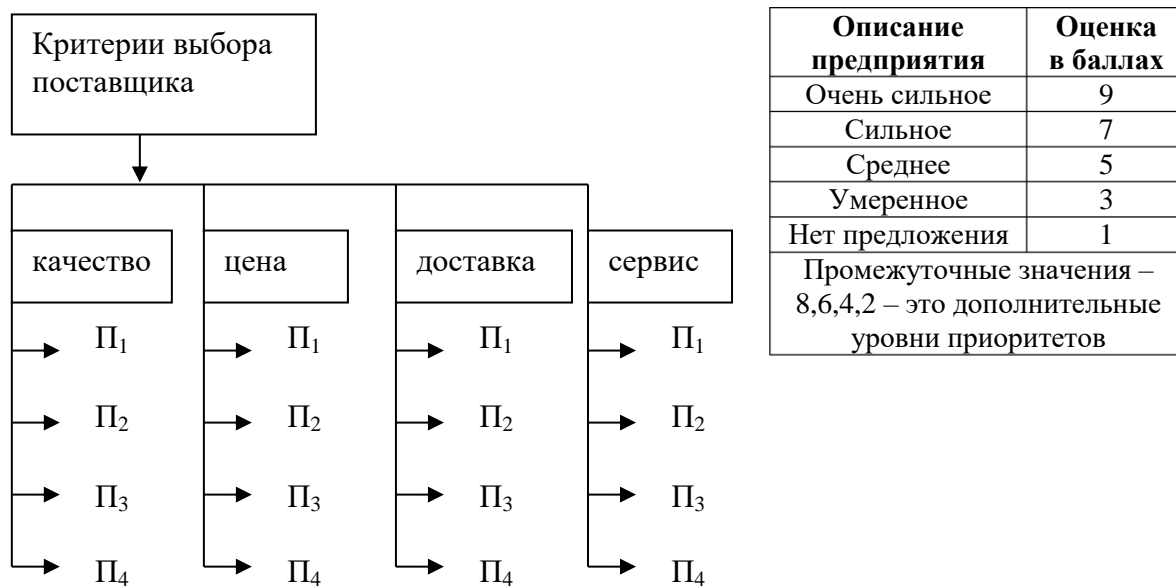 Критерии выбора
поставщика
качество
цена
доставка
сервис
П₁
П₁
П₁
П₁
П₂
П₂
П₂
П₂
П₃
П₃
П₃
П₃
П₄
П₄
П₄
П₄
Описание предприятия
Оценка в баллах
Очень сильное 9
Сильное 7
Среднее 5
Умеренное 3
Нет предложения 1
Промежуточные значения –
8,6,4,2 – это дополнительные
уровни приоритетов